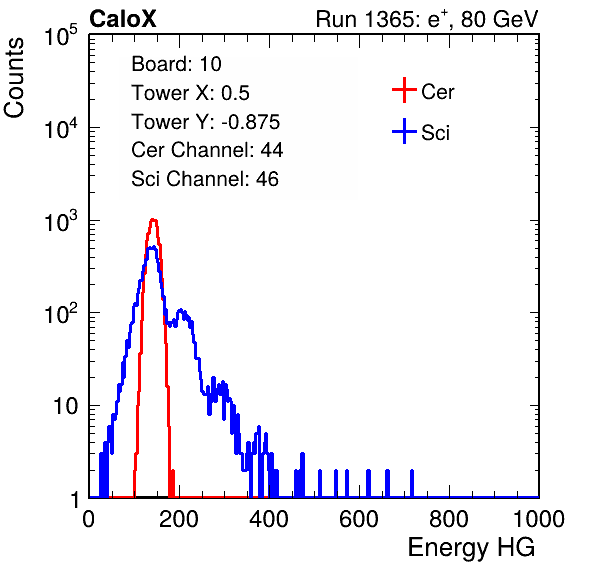 CaloX Run 1365: e⁺, 80 GeV
Counts
10⁵
10⁴
10³
10²
10
1
Board: 10
Tower X: 0.5
Tower Y: -0.875
Cer Channel: 44
Sci Channel: 46
Cer
Sci
0 200 400 600 800 1000
Energy HG